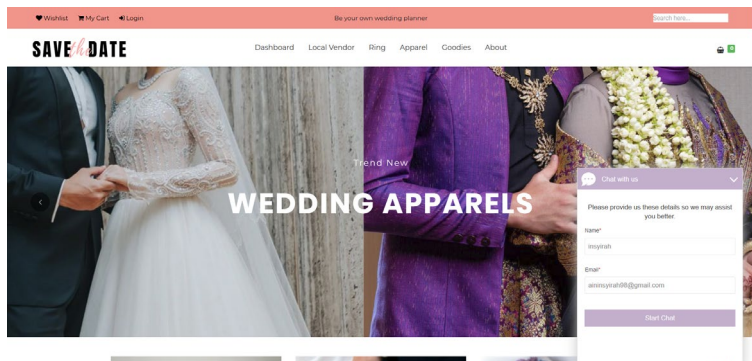 Wishlist My Cart Login
Be your own wedding planner
Search here...
SAVE the DATE
Dashboard Local Vendor Ring Apparel Goodies About
0
Trend New
WEDDING APPARELS
Chat with us
Please provide us these details so we may assist
you better.
Name*
insyirah
Email*
aininsyirah98@gmail.com
Start Chat